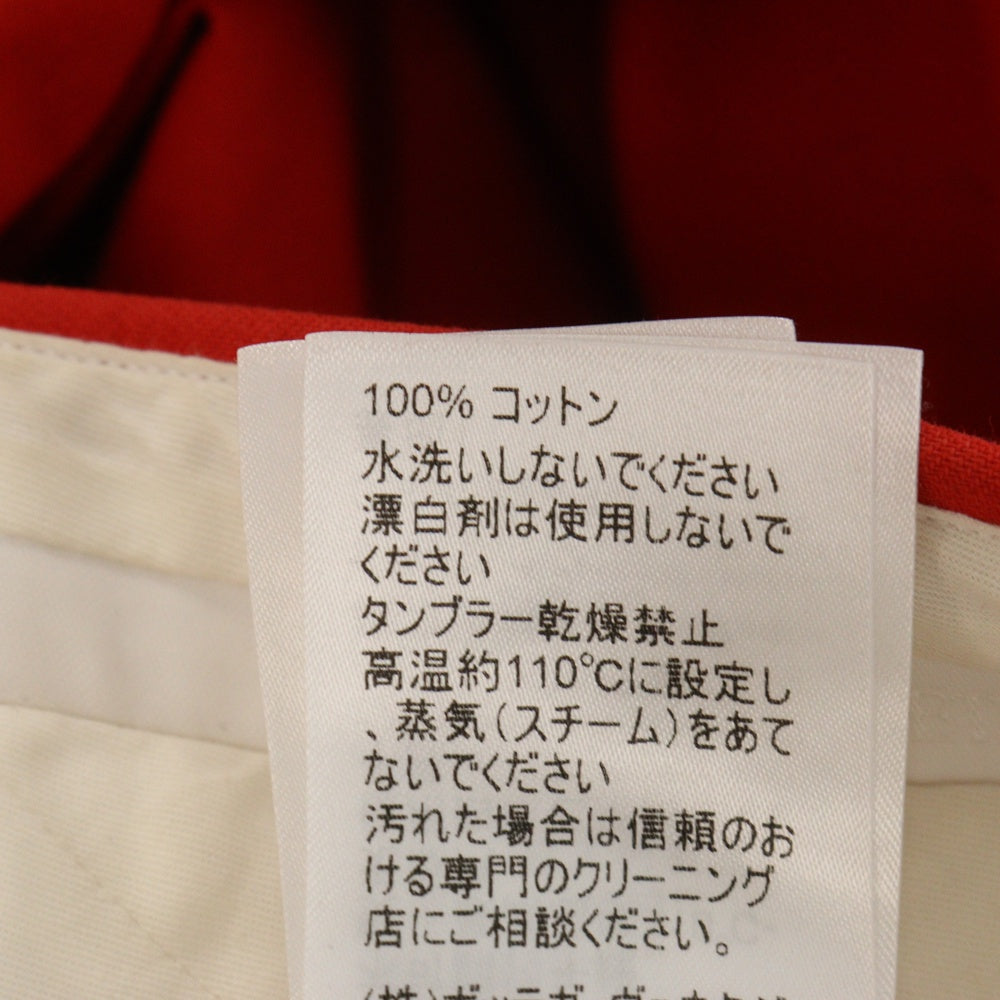 100% コットン
水洗いしないでください
漂白剤は使用しないで
ください
タンブラー乾燥禁止
高温約110℃に設定し
、蒸気(スチーム)をあて
ないでください
汚れた場合は信頼のお
ける専門のクリーニング
店にご相談ください。